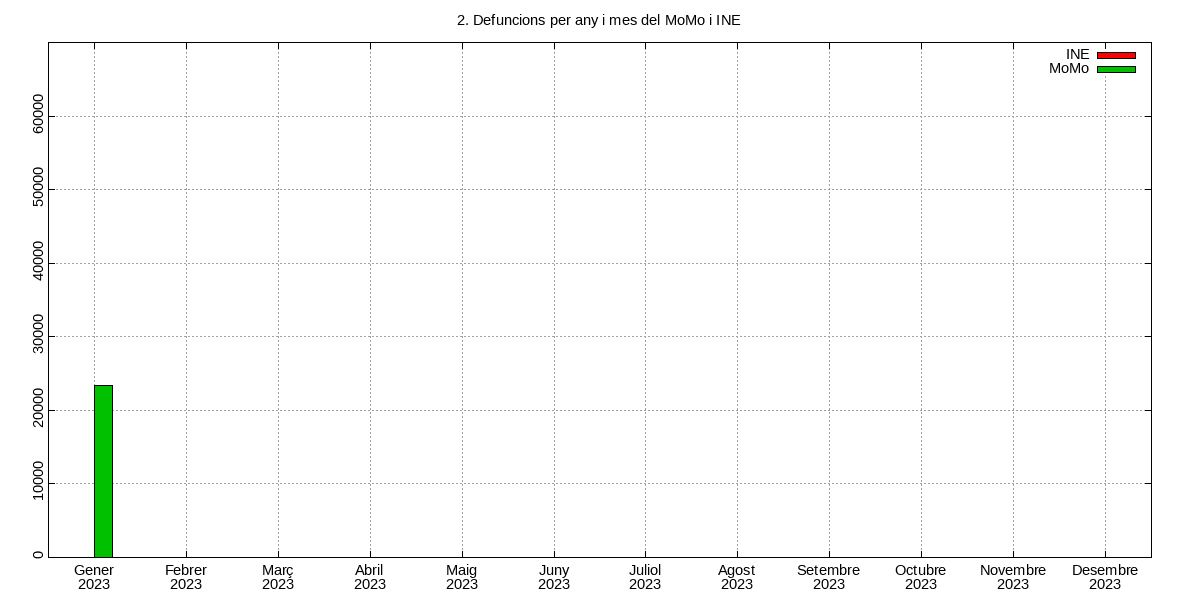 2. Defuncions per any i mes del MoMo i INE
INE
MoMo
60000
50000
40000
30000
20000
10000
0
Gener Febrer Març Abril Maig Juny Juliol Agost Setembre Octubre Novembre Desembre
2023 2023 2023 2023 2023 2023 2023 2023 2023 2023 2023 2023